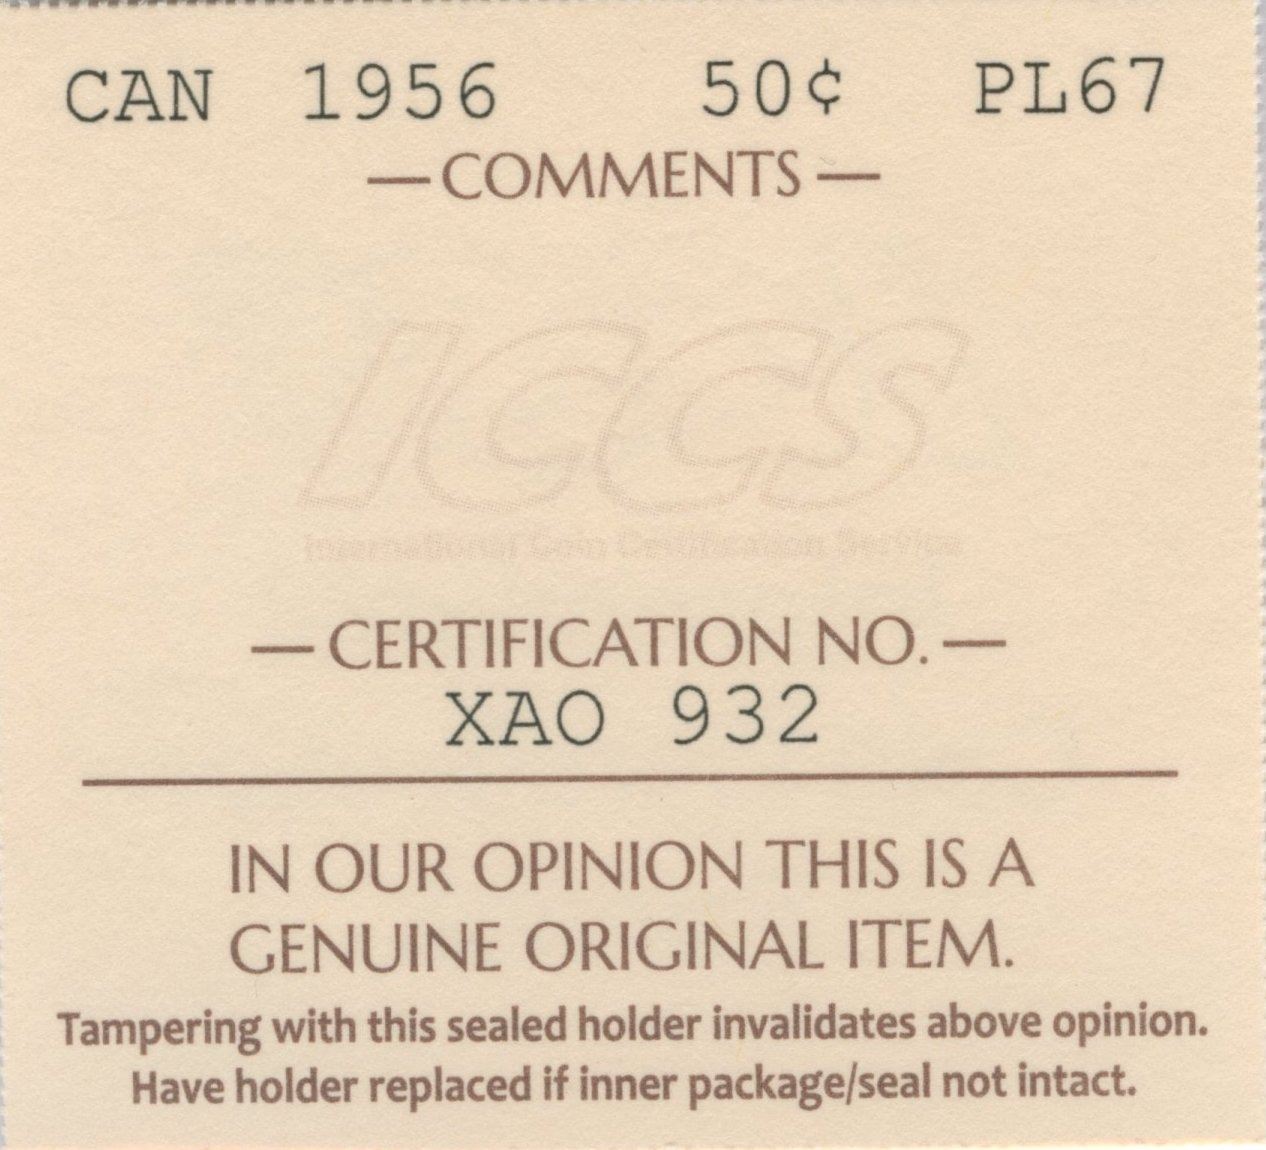 CAN 1956 50¢ PL67
— COMMENTS —
ICCS
International Coin Certification Service
— CERTIFICATION NO. —
XAO 932
IN OUR OPINION THIS IS A
GENUINE ORIGINAL ITEM.
Tampering with this sealed holder invalidates above opinion.
Have holder replaced if inner package/seal not intact.